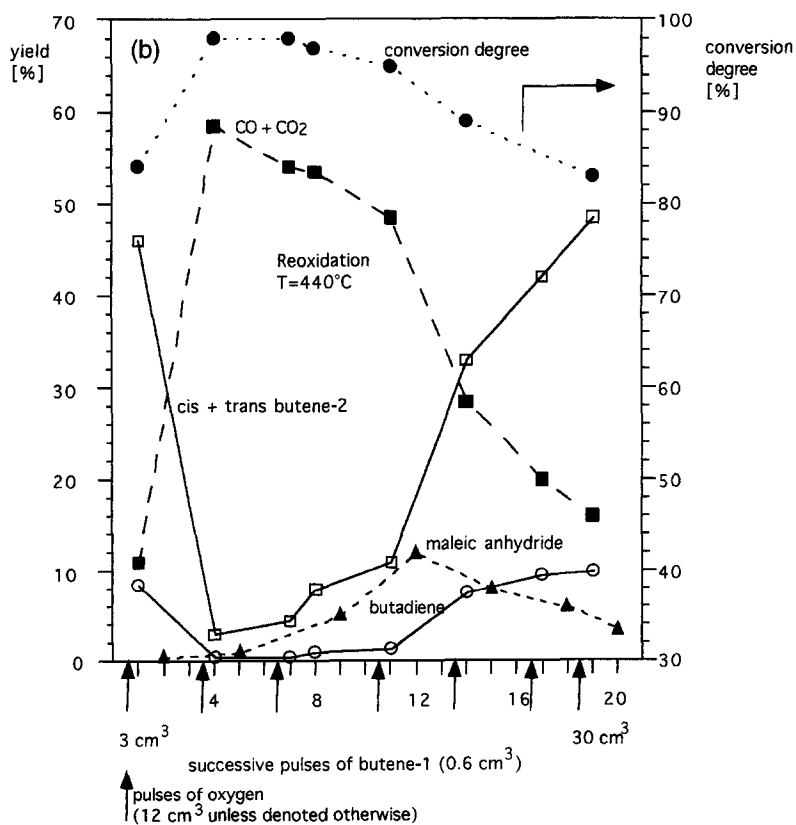 (b)
yield
[%]
70
60
50
40
30
20
10
0
conversion degree
CO + CO2
Reoxidation
T=440°C
cis + trans butene-2
maleic anhydride
butadiene
100
90
80
70
60
50
40
30
conversion
degree
[%]
4 8 12 16 20
3 cm3
30 cm3
successive pulses of butene-1 (0.6 cm3)
pulses of oxygen
(12 cm3 unless denoted otherwise)